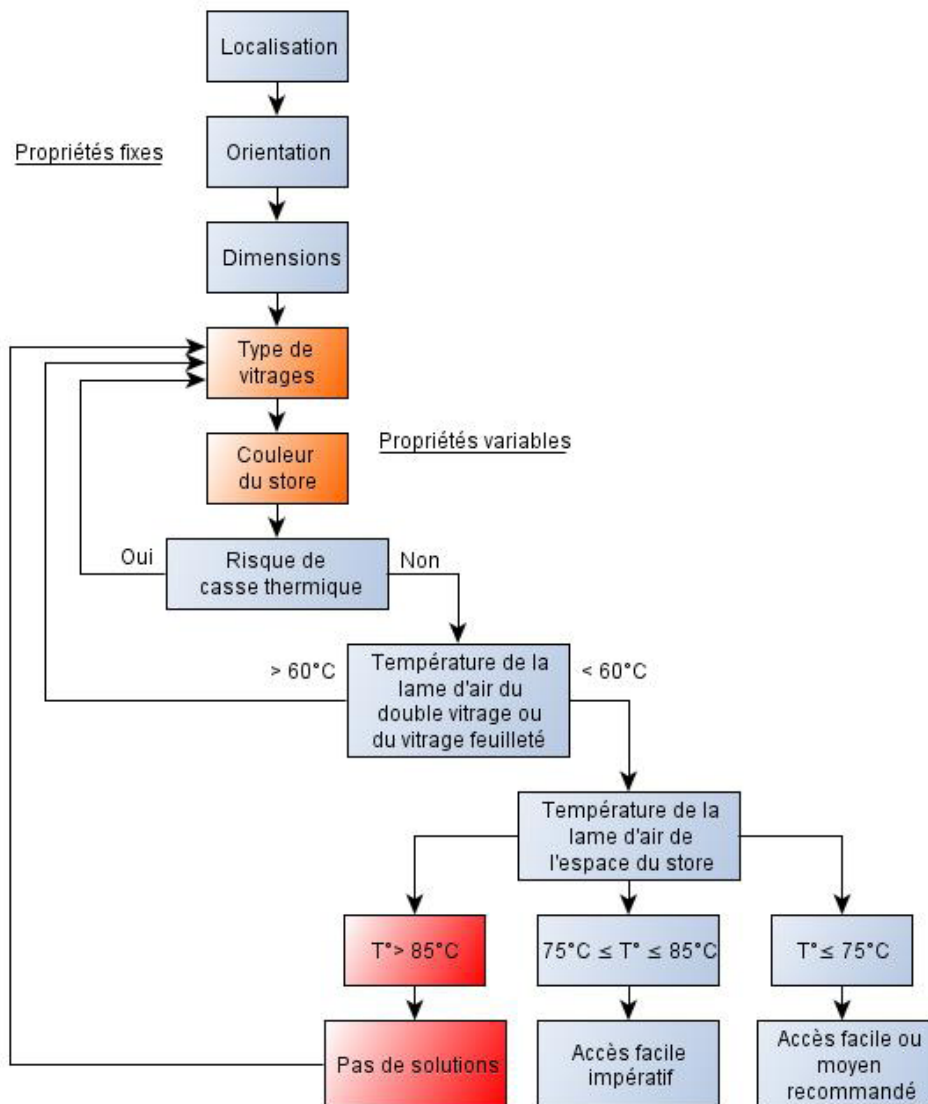 Localisation
Propriétés fixes
Orientation
Dimensions
Type de
vitrages
Propriétés variables
Couleur
du store
Oui
Risque de
casse thermique
Non
> 60°C
Température de la
lame d'air du
double vitrage ou
du vitrage feuilleté
< 60°C
Température de la
lame d'air de
l'espace du store
T°> 85°C
75°C ≤ T° ≤ 85°C
T°≤ 75°C
Pas de solutions
Accès facile
impératif
Accès facile ou
moyen
recommandé